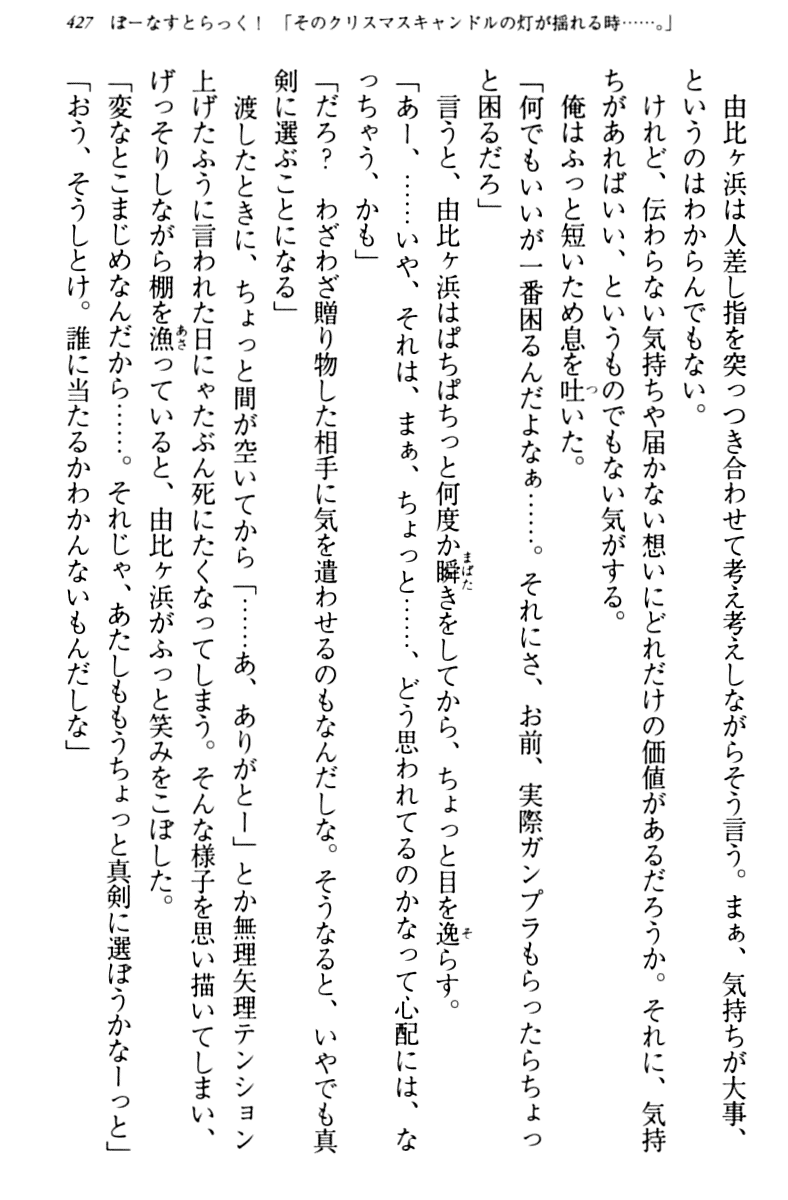 427 ぼーなすとらっく! 「そのクリスマスキャンドルの灯が揺れる時……。」
由比ヶ浜は人差し指を突っつき合わせて考え考えしながらそう言う。まぁ、気持ちが大事、
というのはわからんでもない。
けれど、伝わらない気持ちや届かない想いにどれだけの価値があるだろうか。それに、気持
ちがあればいい、というものでもない気がする。
俺はふっと短いため息を吐いた。
「何でもいいが一番困るんだよなぁ……。それにさ、お前、実際ガンプラもらったらちょっ
と困るだろ」
言うと、由比ヶ浜はぱちぱちっと何度か瞬きをしてから、ちょっと目を逸らす。
「あー、……いや、それは、まぁ、ちょっと……、どう思われてるのかなって心配には、な
っちゃう、かも」
「だろ? わざわざ贈り物した相手に気を遣わせるのもなんだしな。そうなると、いやでも真
剣に選ぶことになる」
渡したときに、ちょっと間が空いてから「……あ、ありがとー」とか無理矢理テンション
上げたふうに言われた日にゃたぶん死にたくなってしまう。そんな様子を思い描いてしまい、
げっそりしながら棚を漁っていると、由比ヶ浜がふっと笑みをこぼした。
「変なとこまじめなんだから……。それじゃ、あたしももうちょっと真剣に選ぼうかなーっと」
「おう、そうしとけ。誰に当たるかわかんないもんだしな」